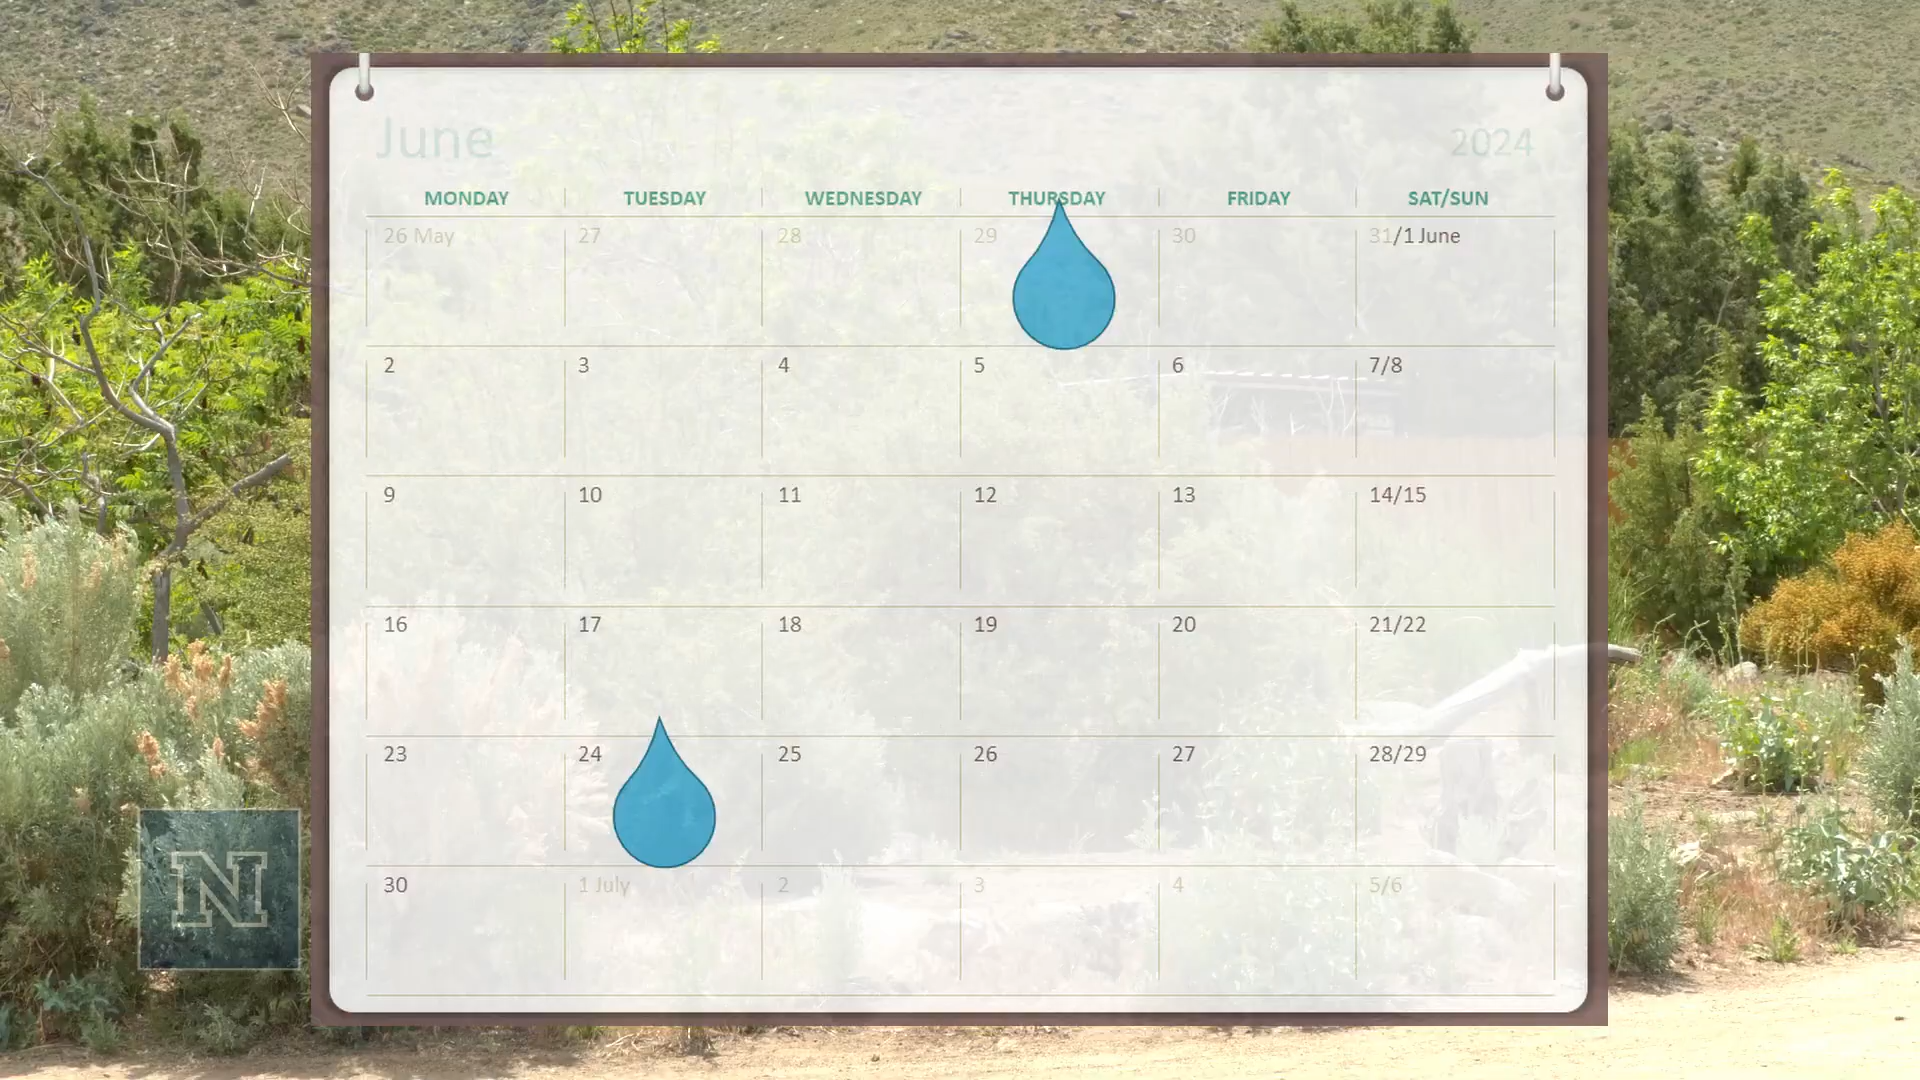 June 2024
MONDAY TUESDAY WEDNESDAY THURSDAY FRIDAY SAT/SUN
26 May 27 28 29 30 31/1 June
2 3 4 5 6 7/8
9 10 11 12 13 14/15
16 17 18 19 20 21/22
23 24 25 26 27 28/29
30 1 July 2 3 4 5/6
N